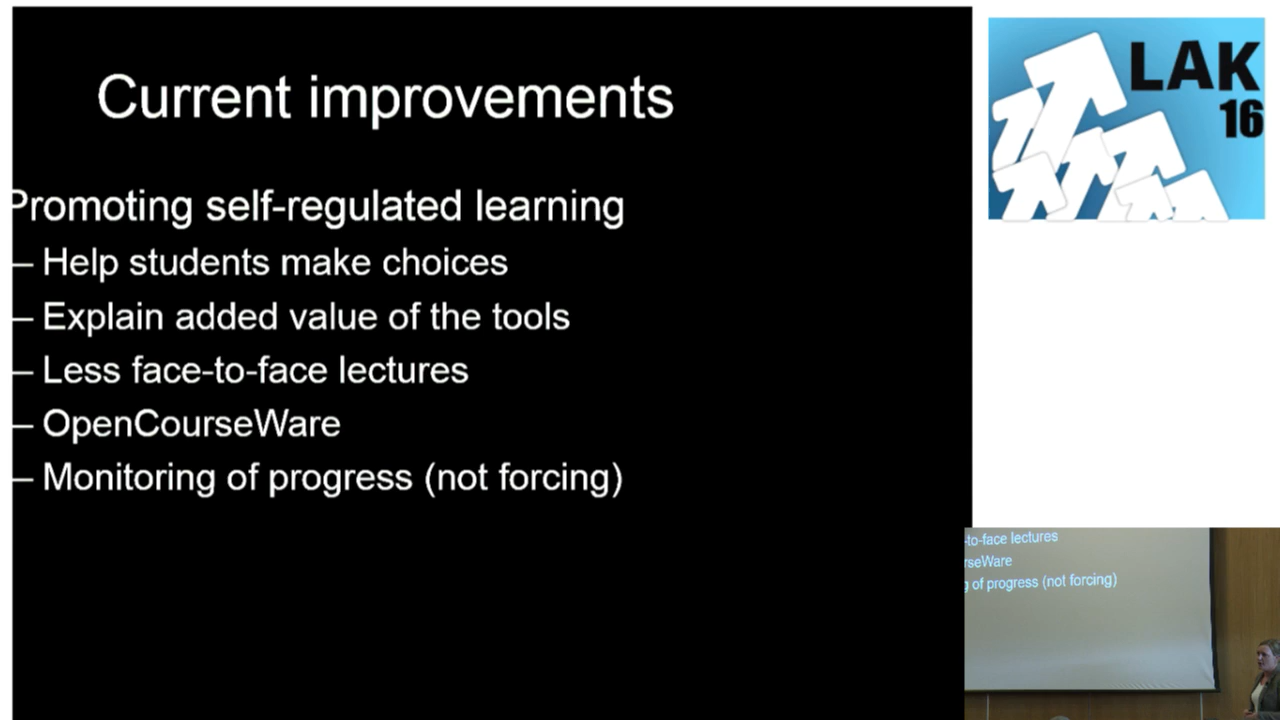 Current improvements
Promoting self-regulated learning
– Help students make choices
– Explain added value of the tools
– Less face-to-face lectures
– OpenCourseWare
– Monitoring of progress (not forcing)
LAK
16
-to-face lectures
rseWare
g of progress (not forcing)